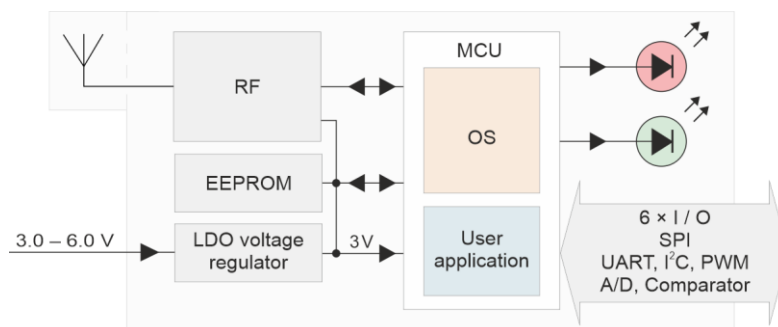 MCU
RF
OS
EEPROM
3.0 – 6.0 V
LDO voltage
regulator
3V
User
application
6 × I / O
SPI
UART, I²C, PWM
A/D, Comparator